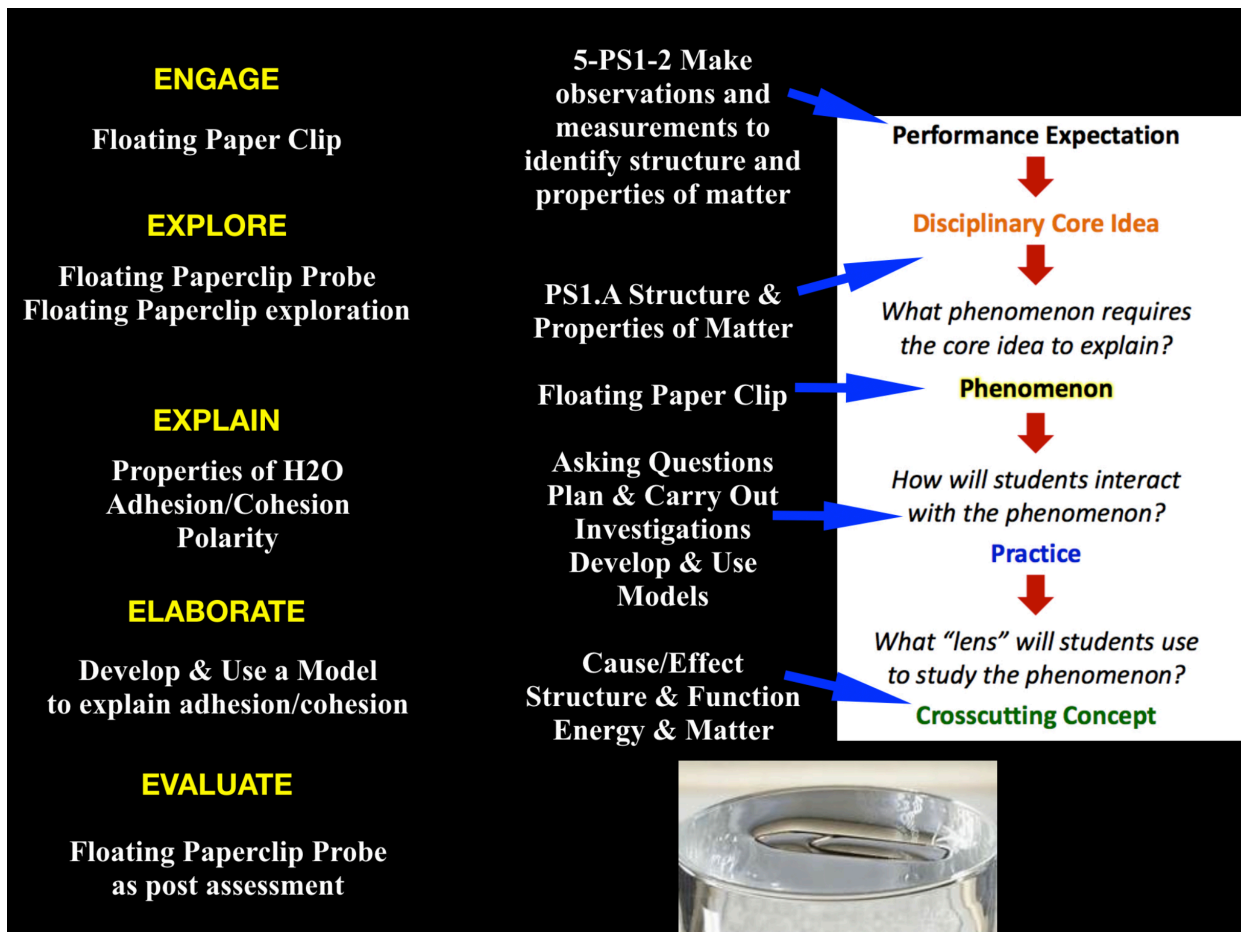 ENGAGE
Floating Paper Clip
EXPLORE
Floating Paperclip Probe
Floating Paperclip exploration
EXPLAIN
Properties of H2O
Adhesion/Cohesion
Polarity
ELABORATE
Develop & Use a Model
to explain adhesion/cohesion
EVALUATE
Floating Paperclip Probe
as post assessment
5-PS1-2 Make
observations and
measurements to
identify structure and
properties of matter
PS1.A Structure &
Properties of Matter
Floating Paper Clip
Asking Questions
Plan & Carry Out
Investigations
Develop & Use
Models
Cause/Effect
Structure & Function
Energy & Matter
Performance Expectation
Disciplinary Core Idea
What phenomenon requires
the core idea to explain?
Phenomenon
How will students interact
with the phenomenon?
Practice
What “lens” will students use
to study the phenomenon?
Crosscutting Concept